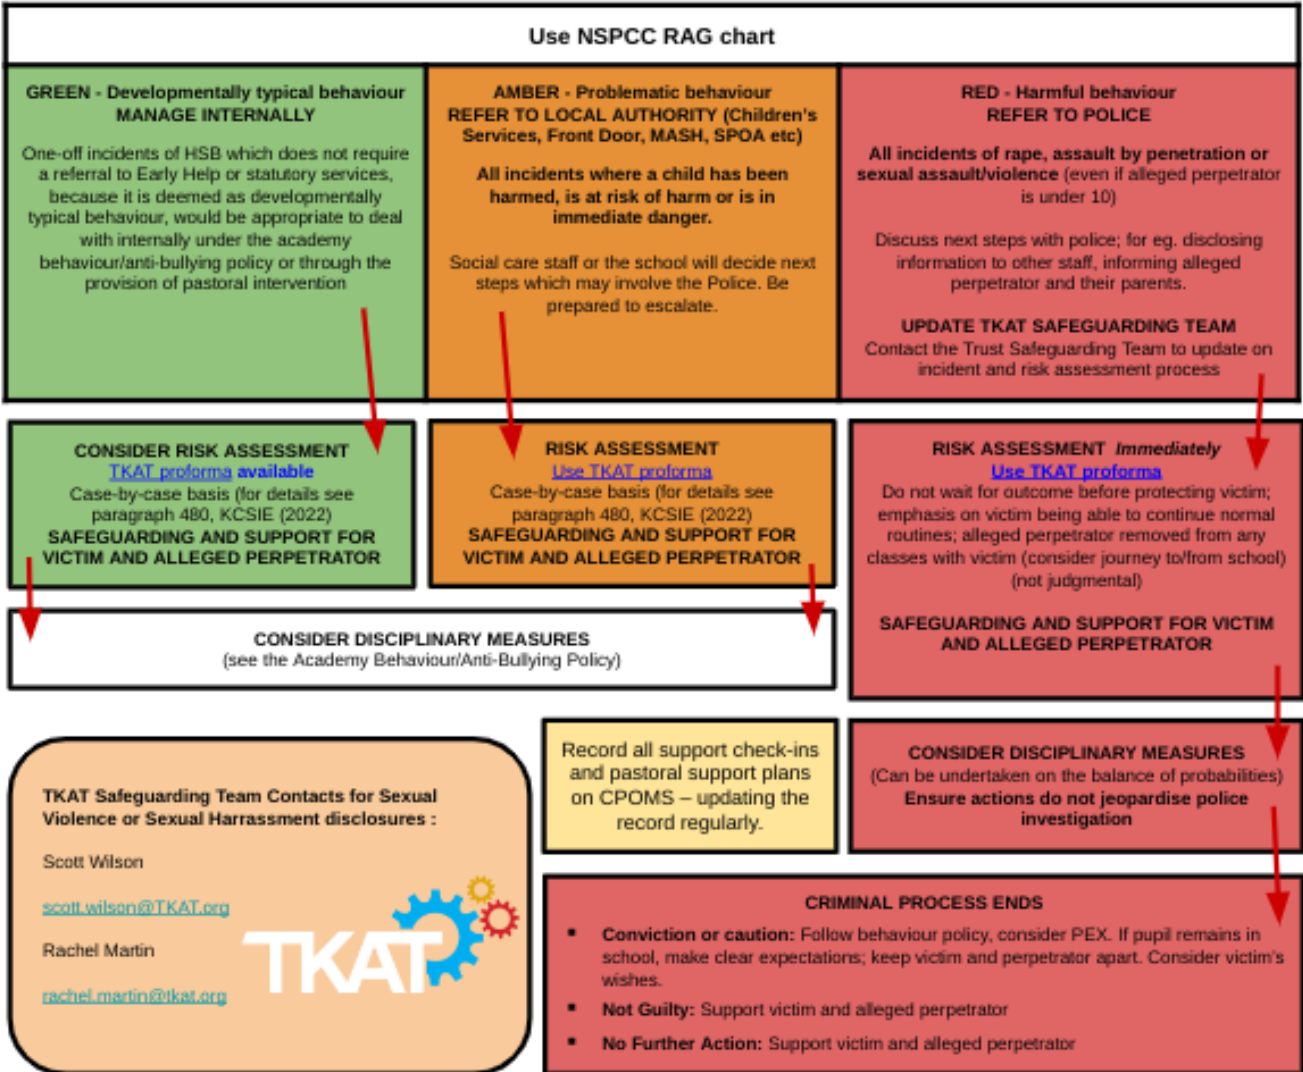 Use NSPCC RAG chart
GREEN - Developmentally typical behaviour
MANAGE INTERNALLY
One-off incidents of HSB which does not require
a referral to Early Help or statutory services,
because it is deemed as developmentally
typical behaviour, would be appropriate to deal
with internally under the academy
behaviour/anti-bullying policy or through the
provision of pastoral intervention
AMBER - Problematic behaviour
REFER TO LOCAL AUTHORITY (Children's
Services, Front Door, MASH, SPOA etc)
All incidents where a child has been
harmed, is at risk of harm or is in
immediate danger.
Social care staff or the school will decide next
steps which may involve the Police. Be
prepared to escalate.
RED - Harmful behaviour
REFER TO POLICE
All incidents of rape, assault by penetration or
sexual assault/violence (even if alleged perpetrator
is under 10)
Discuss next steps with police; for eg. disclosing
information to other staff, informing alleged
perpetrator and their parents.
UPDATE TKAT SAFEGUARDING TEAM
Contact the Trust Safeguarding Team to update on
incident and risk assessment process
CONSIDER RISK ASSESSMENT
TKAT proforma available
Case-by-case basis (for details see
paragraph 480, KCSIE (2022)
SAFEGUARDING AND SUPPORT FOR
VICTIM AND ALLEGED PERPETRATOR
RISK ASSESSMENT
Use TKAT proforma
Case-by-case basis (for details see
paragraph 480, KCSIE (2022)
SAFEGUARDING AND SUPPORT FOR
VICTIM AND ALLEGED PERPETRATOR
RISK ASSESSMENT Immediately
Use TKAT proforma
Do not wait for outcome before protecting victim;
emphasis on victim being able to continue normal
routines; alleged perpetrator removed from any
classes with victim (consider journey to/from school)
(not judgmental)
SAFEGUARDING AND SUPPORT FOR VICTIM
AND ALLEGED PERPETRATOR
CONSIDER DISCIPLINARY MEASURES
(see the Academy Behaviour/Anti-Bullying Policy)
Record all support check-ins
and pastoral support plans
on CPOMS – updating the
record regularly.
CONSIDER DISCIPLINARY MEASURES
(Can be undertaken on the balance of probabilities)
Ensure actions do not jeopardise police
investigation
TKAT Safeguarding Team Contacts for Sexual
Violence or Sexual Harrassment disclosures :
Scott Wilson
scott.wilson@TKAT.org
Rachel Martin
rachel.martin@tkat.org
TKAT
CRIMINAL PROCESS ENDS
▪ Conviction or caution: Follow behaviour policy, consider PEX. If pupil remains in
school, make clear expectations; keep victim and perpetrator apart. Consider victim's
wishes.
▪ Not Guilty: Support victim and alleged perpetrator
▪ No Further Action: Support victim and alleged perpetrator